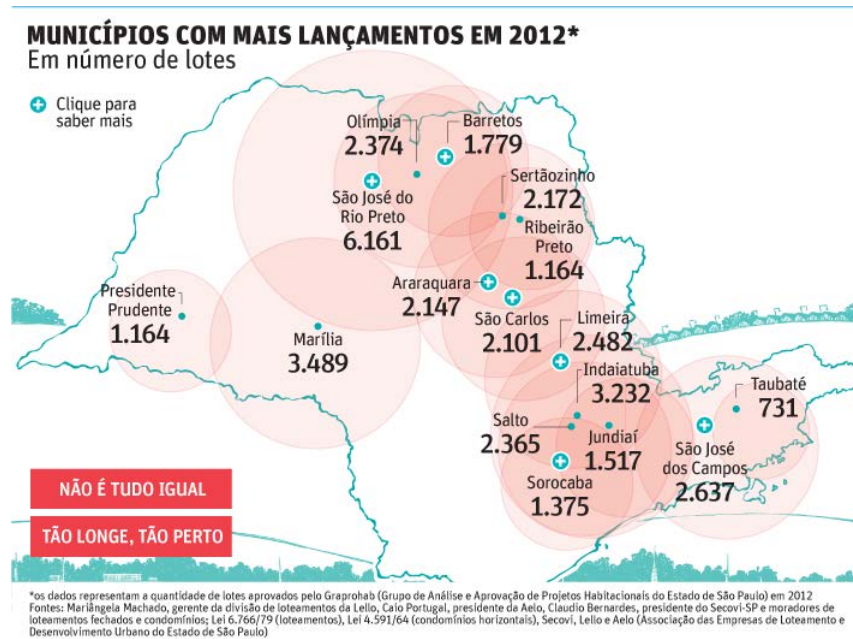 MUNICÍPIOS COM MAIS LANÇAMENTOS EM 2012*
Em número de lotes
Clique para
saber mais
Olímpia
2.374
Barretos
1.779
São José do
Rio Preto
6.161
Sertãozinho
2.172
Ribeirão
Preto
1.164
Araraquara
2.147
São Carlos
2.101
Presidente
Prudente
1.164
Marília
3.489
Limeira
2.482
Indaiatuba
3.232
Salto
2.365
Jundiaí
1.517
Sorocaba
1.375
São José
dos Campos
2.637
Taubaté
731
NÃO É TUDO IGUAL
TÃO LONGE, TÃO PERTO
*os dados representam a quantidade de lotes aprovados pelo Graprohab (Grupo de Análise e Aprovação de Projetos Habitacionais do Estado de São Paulo) em 2012
Fontes: Mariângela Machado, gerente da divisão de loteamentos da Lello, Caio Portugal, presidente da Aelo, Claudio Bernardes, presidente do Secovi-SP e moradores de
loteamentos fechados e condomínios; Lei 6.766/79 (loteamentos), Lei 4.591/64 (condomínios horizontais), Secovi, Lello e Aelo (Associação das Empresas de Loteamento e
Desenvolvimento Urbano do Estado de São Paulo)